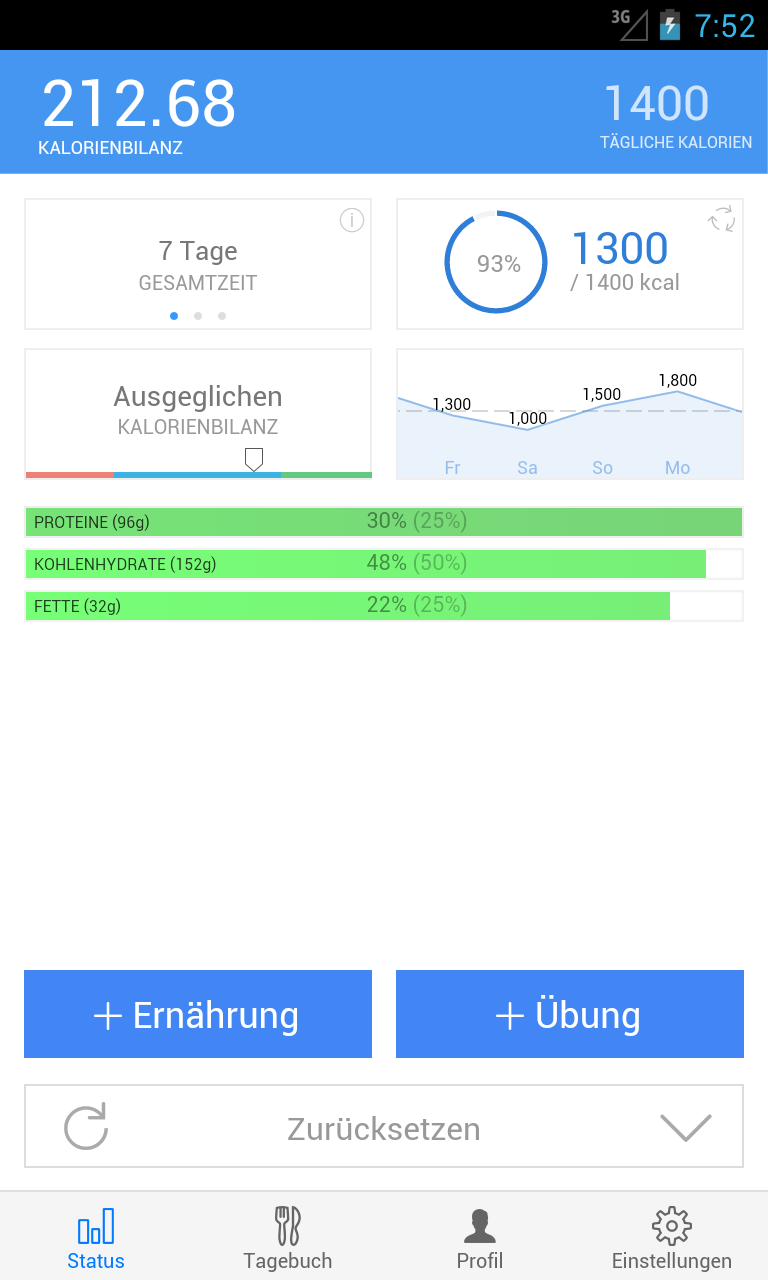 3G 7:52
212.68
KALORIENBILANZ
1400
TÄGLICHE KALORIEN
7 Tage
GESAMTZEIT
93%
1300
/ 1400 kcal
Ausgeglichen
KALORIENBILANZ
1,300
1,000
1,500
1,800
Fr Sa So Mo
PROTEINE (96g) 30% (25%)
KOHLENHYDRATE (152g) 48% (50%)
FETTE (32g) 22% (25%)
+ Ernährung
+ Übung
Zurücksetzen
Status Tagebuch Profil Einstellungen